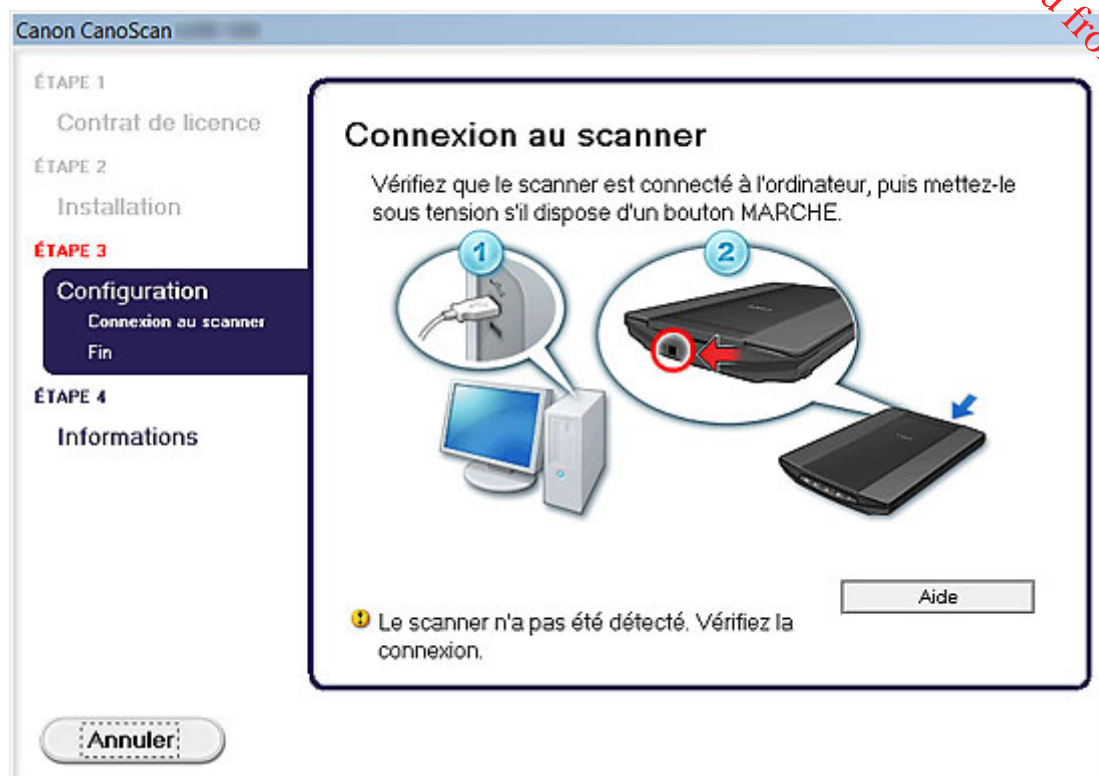 Canon CanoScan
ÉTAPE 1
Contrat de licence
ÉTAPE 2
Installation
ÉTAPE 3
Configuration
Connexion au scanner
Fin
ÉTAPE 4
Informations
Connexion au scanner
Vérifiez que le scanner est connecté à l'ordinateur, puis mettez-le
sous tension s'il dispose d'un bouton MARCHE.
1
2
Aide
Le scanner n'a pas été détecté. Vérifiez la
connexion.
Annuler